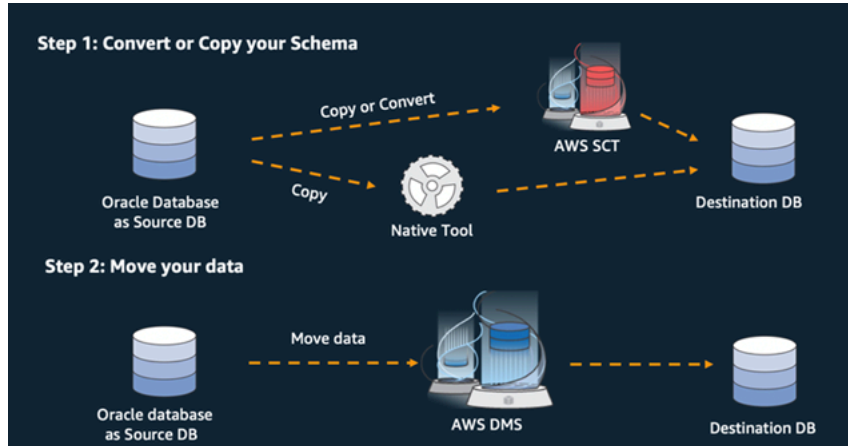 Step 1: Convert or Copy your Schema
Copy or Convert
AWS SCT
Copy
Oracle Database
as Source DB
Native Tool
Destination DB
Step 2: Move your data
Move data
Oracle database
as Source DB
AWS DMS
Destination DB